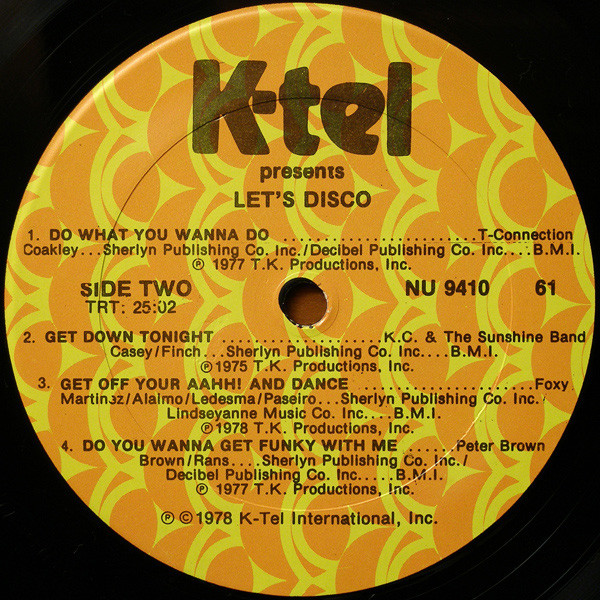 K-tel
presents
LET'S DISCO
1. DO WHAT YOU WANNA DO ........................T-Connection
Coakley...Sherlyn Publishing Co. Inc./Decibel Publishing Co. Inc....B.M.I.
℗ 1977 T.K. Productions, Inc.
SIDE TWO NU 9410 61
TRT: 25:02
2. GET DOWN TONIGHT ....................K.C. & The Sunshine Band
Casey/Finch...Sherlyn Publishing Co. Inc....B.M.I.
℗ 1975 T.K. Productions, Inc.
3. GET OFF YOUR AAHH! AND DANCE ......................Foxy
Martinez/Alaimo/Ledesma/Paseiro...Sherlyn Publishing Co. Inc.
Lindseyanne Music Co. Inc....B.M.I.
℗ 1978 T.K. Productions, Inc.
4. DO YOU WANNA GET FUNKY WITH ME ......Peter Brown
Brown/Rans....Sherlyn Publishing Co. Inc./
Decibel Publishing Co. Inc.....B.M.I.
℗ 1977 T.K. Productions, Inc.
℗ © 1978 K-Tel International, Inc.